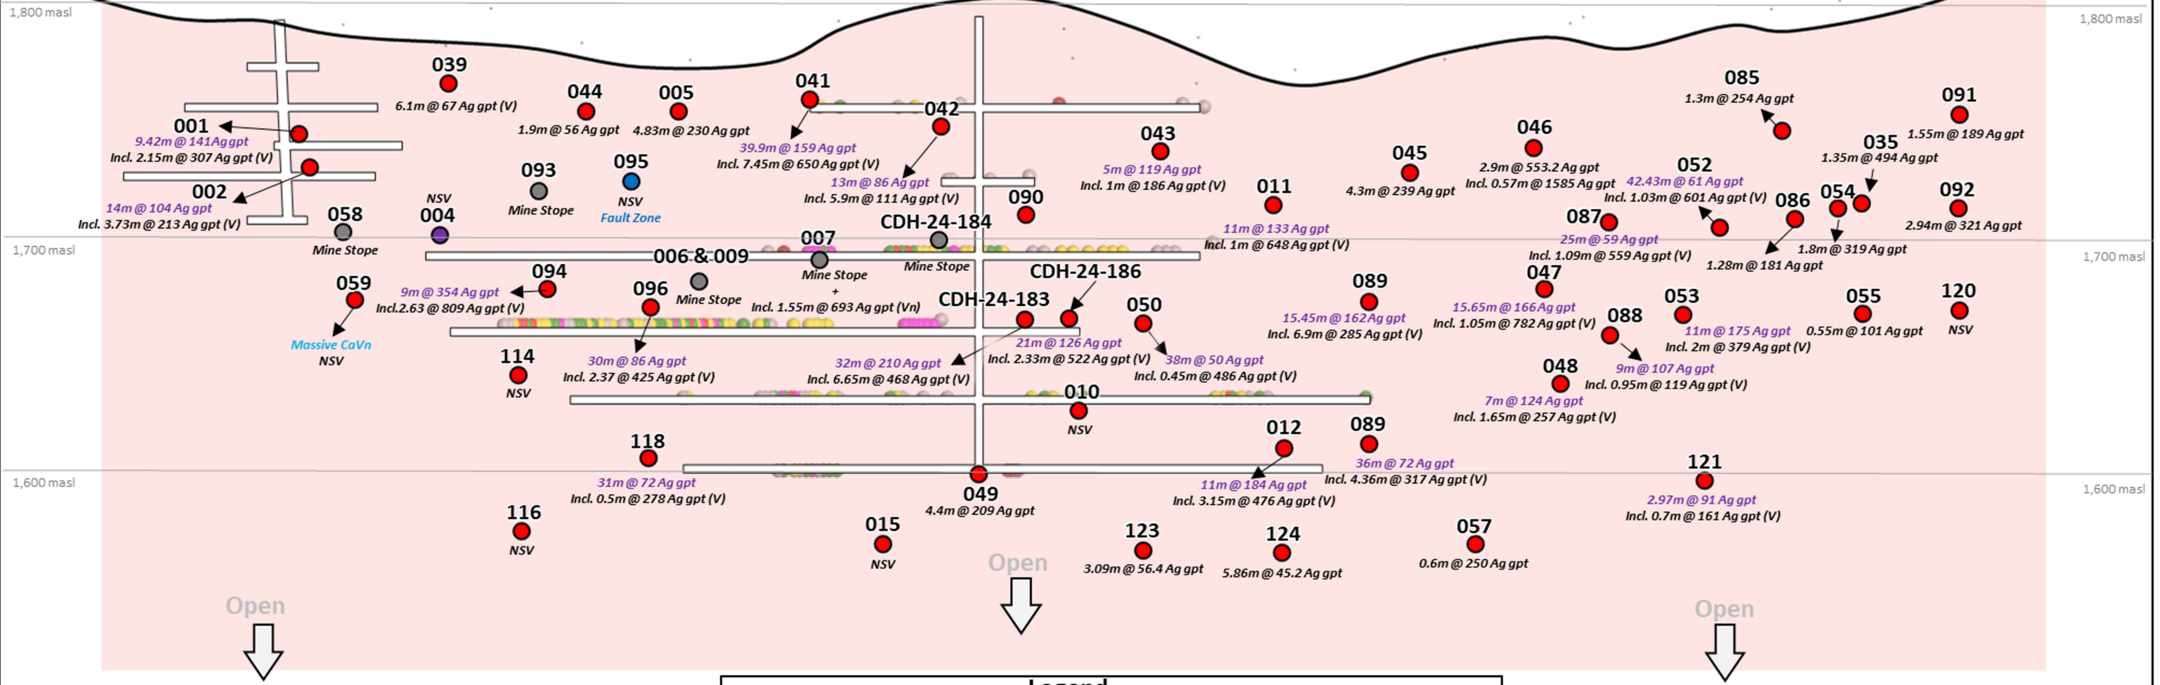 1,800 masl
1,800 masl
039
6.1m @ 67 Ag gpt (V)
044
1.9m @ 56 Ag gpt
005
4.83m @ 230 Ag gpt
041
39.9m @ 159 Ag gpt
Incl. 7.45m @ 650 Ag gpt (V)
042
13m @ 86 Ag gpt
Incl. 5.9m @ 111 Ag gpt (V)
043
5m @ 119 Ag gpt
Incl. 1m @ 186 Ag gpt (V)
085
1.3m @ 254 Ag gpt
091
1.55m @ 189 Ag gpt
046
2.9m @ 553.2 Ag gpt
Incl. 0.57m @ 1585 Ag gpt
035
1.35m @ 494 Ag gpt
045
4.3m @ 239 Ag gpt
052
42.43m @ 61 Ag gpt
Incl. 1.03m @ 601 Ag gpt (V)
001
9.42m @ 141Ag gpt
Incl. 2.15m @ 307 Ag gpt (V)
002
14m @ 104 Ag gpt
Incl. 3.73m @ 213 Ag gpt (V)
093
Mine Stope
095
NSV
Fault Zone
058
Mine Stope
NSV
004
090
011
11m @ 133 Ag gpt
Incl. 1m @ 648 Ag gpt (V)
CDH-24-184
Mine Stope
087
25m @ 59 Ag gpt
Incl. 1.09m @ 559 Ag gpt (V)
086
1.28m @ 181 Ag gpt
054
1.8m @ 319 Ag gpt
092
2.94m @ 321 Ag gpt
1,700 masl
1,700 masl
007
Mine Stope
+
Incl. 1.55m @ 693 Ag gpt (Vn)
006 & 009
Mine Stope
059
Massive CaVn
NSV
094
9m @ 354 Ag gpt
Incl.2.63 @ 809 Ag gpt (V)
096
30m @ 86 Ag gpt
Incl. 2.37 @ 425 Ag gpt (V)
CDH-24-183
32m @ 210 Ag gpt
Incl. 6.65m @ 468 Ag gpt (V)
CDH-24-186
21m @ 126 Ag gpt
Incl. 2.33m @ 522 Ag gpt (V)
050
38m @ 50 Ag gpt
Incl. 0.45m @ 486 Ag gpt (V)
089
15.45m @ 162Ag gpt
Incl. 6.9m @ 285 Ag gpt (V)
047
15.65m @ 166Ag gpt
Incl. 1.05m @ 782 Ag gpt (V)
088
9m @ 107 Ag gpt
Incl. 0.95m @ 119 Ag gpt (V)
053
11m @ 175 Ag gpt
Incl. 2m @ 379 Ag gpt (V)
055
0.55m @ 101 Ag gpt
120
NSV
114
NSV
048
7m @ 124 Ag gpt
Incl. 1.65m @ 257 Ag gpt (V)
010
NSV
118
31m @ 72 Ag gpt
Incl. 0.5m @ 278 Ag gpt (V)
012
11m @ 184 Ag gpt
Incl. 3.15m @ 476 Ag gpt (V)
089
36m @ 72 Ag gpt
Incl. 4.36m @ 317 Ag gpt (V)
121
2.97m @ 91 Ag gpt
Incl. 0.7m @ 161 Ag gpt (V)
1,600 masl
1,600 masl
049
4.4m @ 209 Ag gpt
116
NSV
015
NSV
123
3.09m @ 56.4 Ag gpt
124
5.86m @ 45.2 Ag gpt
057
0.6m @ 250 Ag gpt
Open
Open
Open
Legend